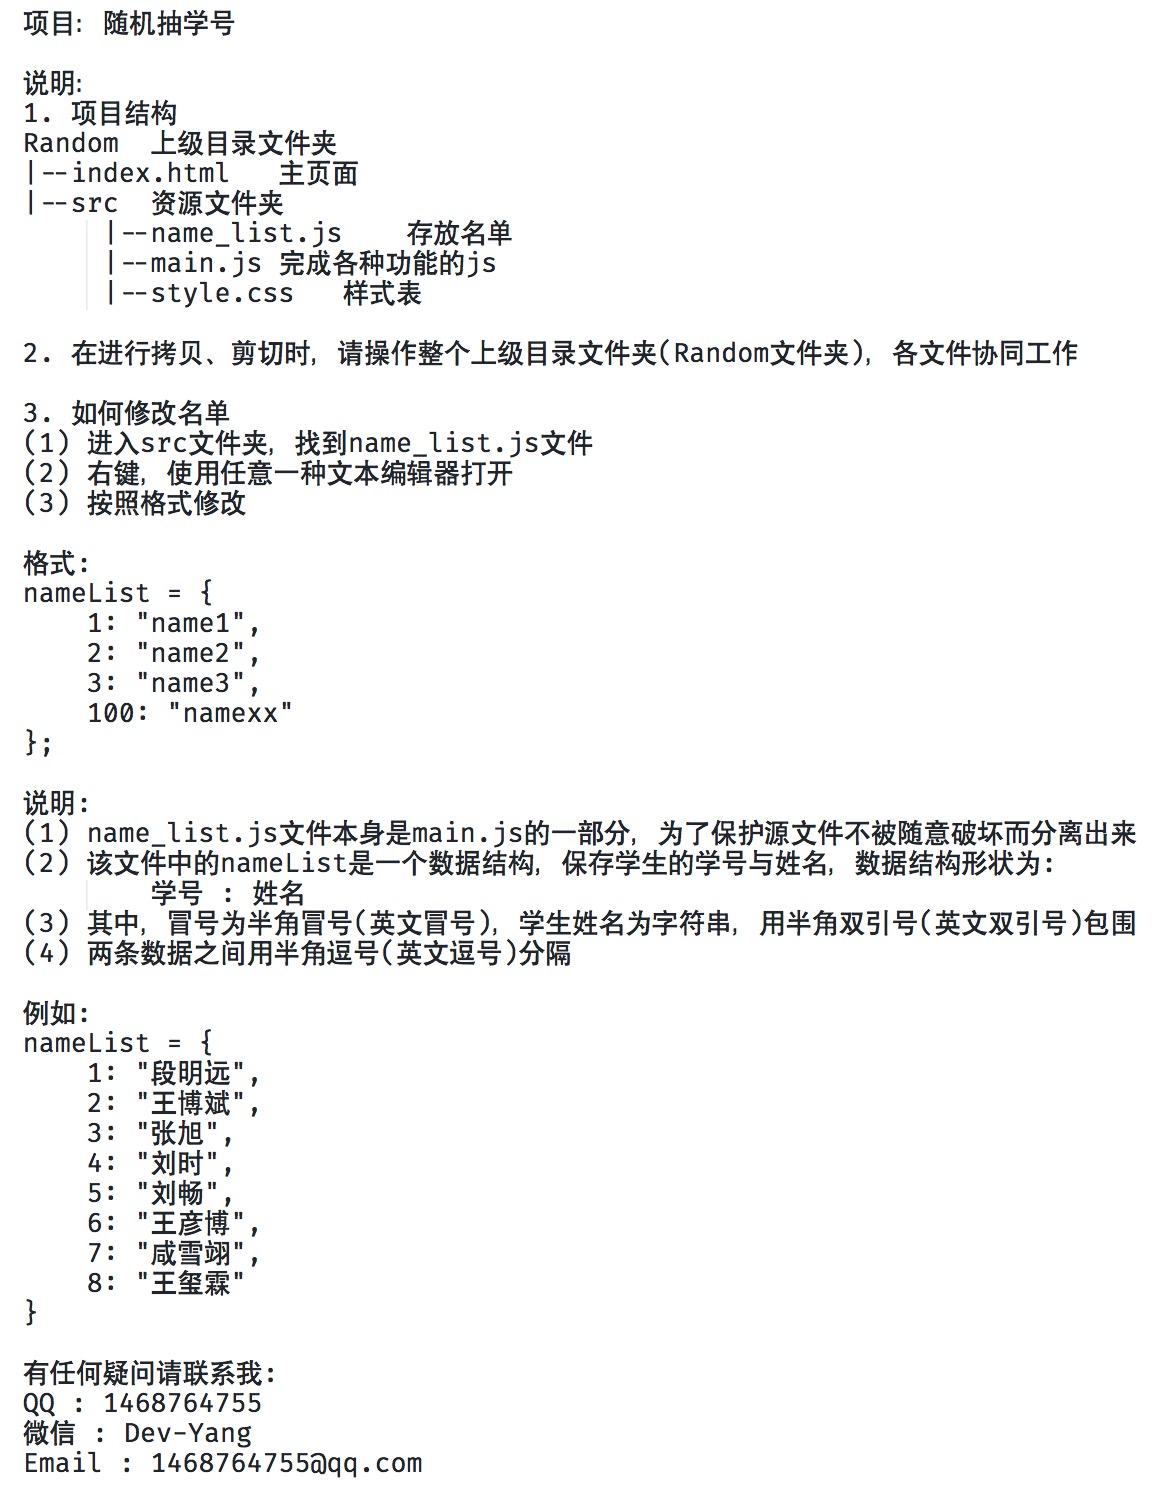 项目: 随机抽学号
说明:
1. 项目结构
Random  上级目录文件夹
|--index.html   主页面
|--src  资源文件夹
     |--name_list.js    存放名单
     |--main.js 完成各种功能的js
     |--style.css   样式表
2. 在进行拷贝、剪切时, 请操作整个上级目录文件夹(Random文件夹), 各文件协同工作
3. 如何修改名单
(1) 进入src文件夹, 找到name_list.js文件
(2) 右键, 使用任意一种文本编辑器打开
(3) 按照格式修改
格式:
nameList = {
    1: "name1",
    2: "name2",
    3: "name3",
    100: "namexx"
};
说明:
(1) name_list.js文件本身是main.js的一部分, 为了保护源文件不被随意破坏而分离出来
(2) 该文件中的nameList是一个数据结构, 保存学生的学号与姓名, 数据结构形状为:
        学号 : 姓名
(3) 其中, 冒号为半角冒号(英文冒号), 学生姓名为字符串, 用半角双引号(英文双引号)包围
(4) 两条数据之间用半角逗号(英文逗号)分隔
例如:
nameList = {
    1: "段明远",
    2: "王博斌",
    3: "张旭",
    4: "刘时",
    5: "刘畅",
    6: "王彦博",
    7: "咸雪翊",
    8: "王玺霖"
}
有任何疑问请联系我:
QQ : 1468764755
微信 : Dev-Yang
Email : 1468764755@qq.com